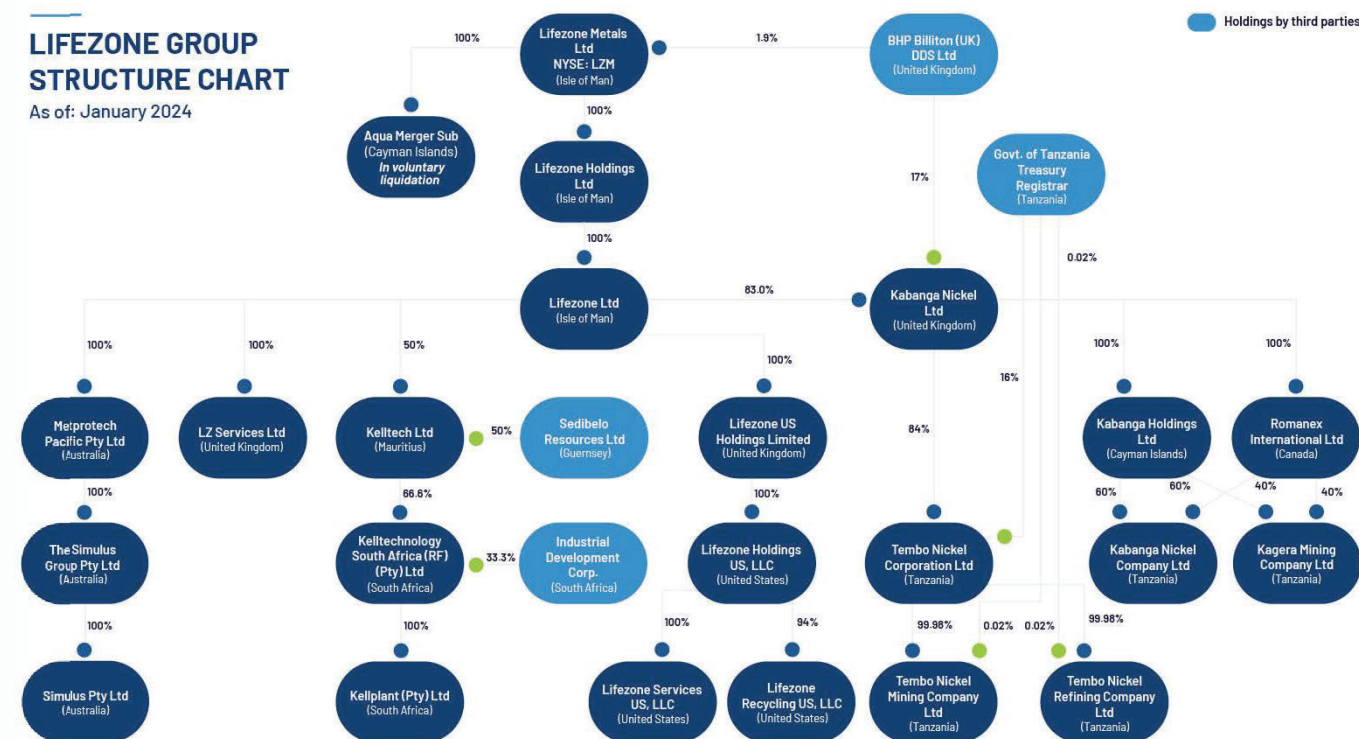 LIFEZONE GROUP
STRUCTURE CHART
As of: January 2024
Holdings by third parties
100%
Lifezone Metals
Ltd
NYSE: LZM
(Isle of Man)
1.9%
BHP Billiton (UK)
DDS Ltd
(United Kingdom)
Aqua Merger Sub
(Cayman Islands)
In voluntary
liquidation
100%
Lifezone Holdings
Ltd
(Isle of Man)
17%
Govt. of Tanzania
Treasury
Registrar
(Tanzania)
100%
0.02%
Lifezone Ltd
(Isle of Man)
83.0%
Kabanga Nickel
Ltd
(United Kingdom)
100%
100%
50%
100%
16%
100%
100%
Metprotech
Pacific Pty Ltd
(Australia)
LZ Services Ltd
(United Kingdom)
Kelltech Ltd
(Mauritius)
50%
Sedibelo
Resources Ltd
(Guernsey)
Lifezone US
Holdings Limited
(United Kingdom)
84%
Kabanga Holdings
Ltd
(Cayman Islands)
Romanex
International Ltd
(Canada)
100%
66.6%
100%
60%
60%
40%
40%
The Simulus
Group Pty Ltd
(Australia)
Kelltechnology
South Africa (RF)
(Pty) Ltd
(South Africa)
33.3%
Industrial
Development
Corp.
(South Africa)
Lifezone Holdings
US, LLC
(United States)
Tembo Nickel
Corporation Ltd
(Tanzania)
Kabanga Nickel
Company Ltd
(Tanzania)
Kagera Mining
Company Ltd
(Tanzania)
100%
100%
100%
94%
99.98%
0.02%
0.02%
99.98%
Simulus Pty Ltd
(Australia)
Kellplant (Pty) Ltd
(South Africa)
Lifezone Services
US, LLC
(United States)
Lifezone
Recycling US, LLC
(United States)
Tembo Nickel
Mining Company
Ltd
(Tanzania)
Tembo Nickel
Refining Company
Ltd
(Tanzania)